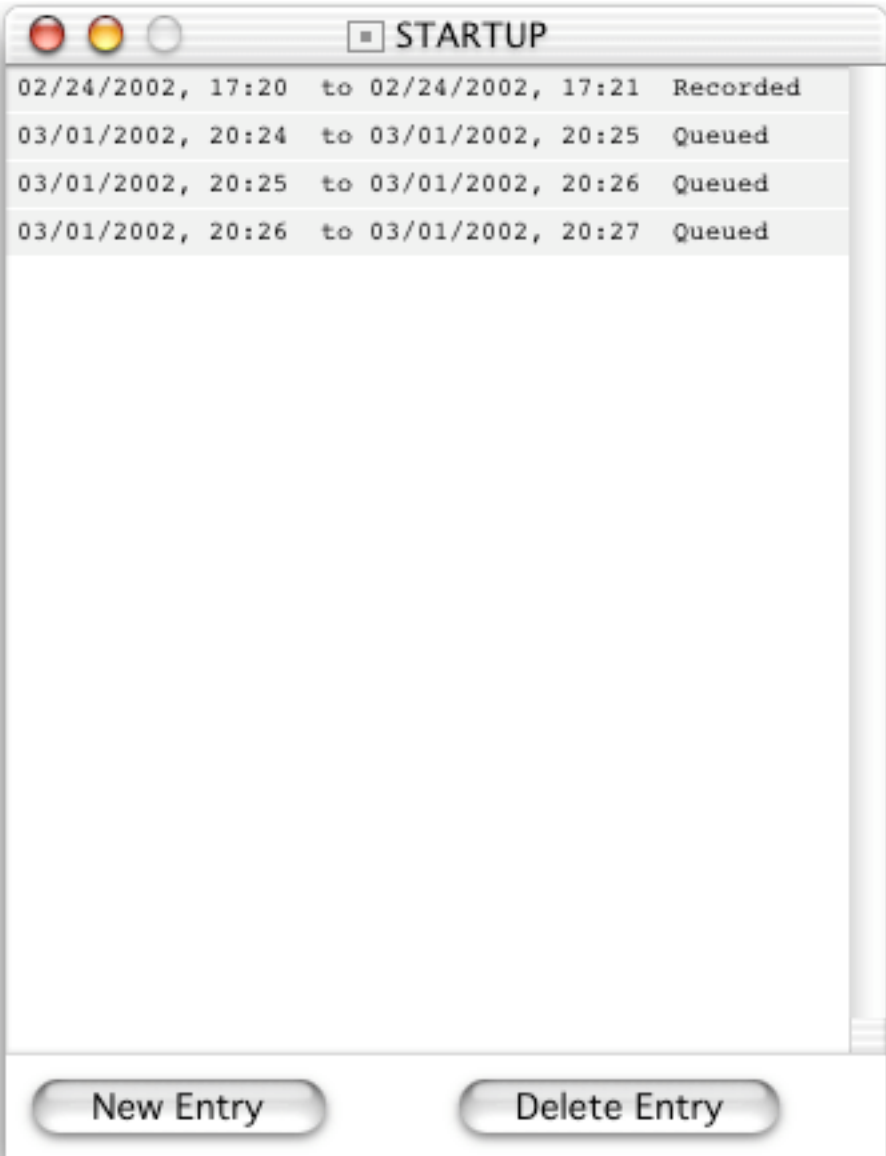 STARTUP
02/24/2002, 17:20 to 02/24/2002, 17:21 Recorded
03/01/2002, 20:24 to 03/01/2002, 20:25 Queued
03/01/2002, 20:25 to 03/01/2002, 20:26 Queued
03/01/2002, 20:26 to 03/01/2002, 20:27 Queued
New Entry Delete Entry